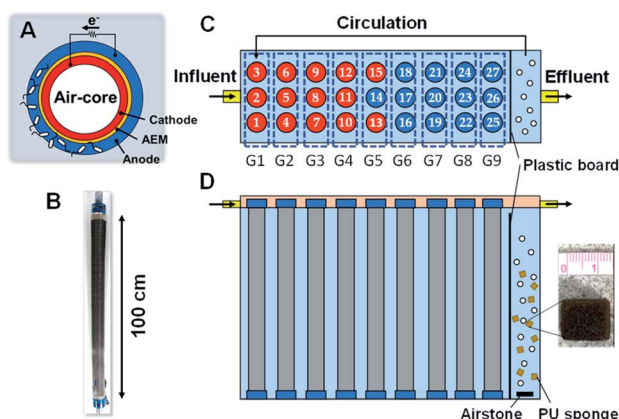 A
e⁻
Air-core
Cathode
AEM
Anode
B
100 cm
C
Circulation
Influent
Effluent
3 6 9 12 15 18 21 24 27
2 5 8 11 14 17 20 23 26
1 4 7 10 13 16 19 22 25
G1 G2 G3 G4 G5 G6 G7 G8 G9
Plastic board
D
0 1
Airstone
PU sponge